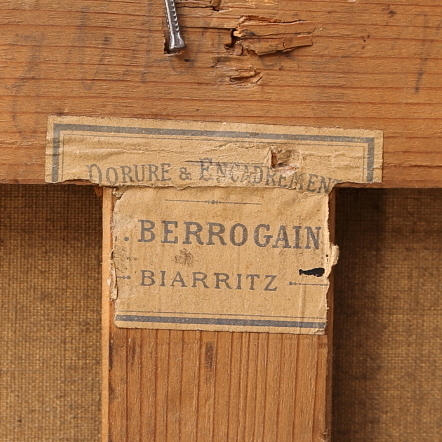 DORURE & ENCADREMEN
. BERROGAIN
BIARRITZ